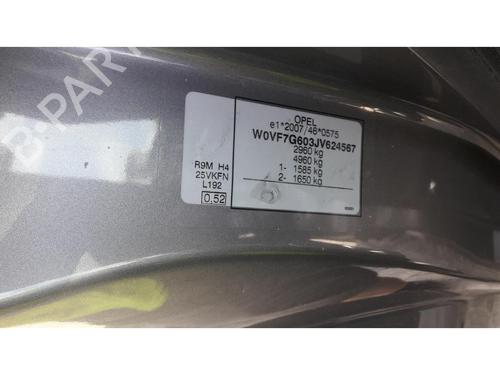 B-PARTS
OPEL
e1*2007/46*0575
W0VF7G603JV624567
2960 kg
4960 kg
1- 1585 kg
2- 1650 kg
R9M H4
25VKFN
L192
0.52